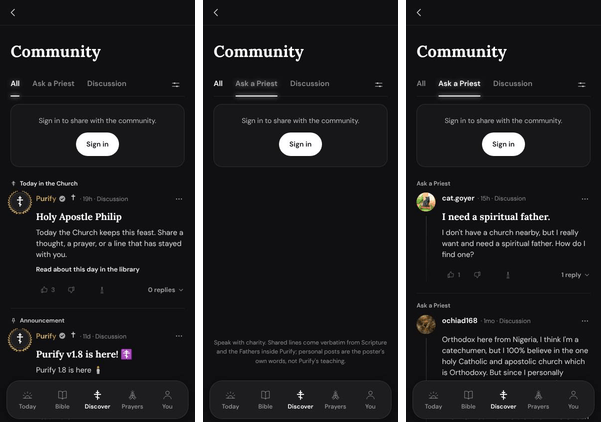 Community
All Ask a Priest Discussion
Sign in to share with the community.
Sign in
Today in the Church
Purify · 19h · Discussion
Holy Apostle Philip
Today the Church keeps this feast. Share a
thought, a prayer, or a line that has stayed
with you.
Read about this day in the library
3
0 replies
Announcement
Purify · 11d · Discussion
Purify v1.8 is here!
Purify 1.8 is here
Today Bible Discover Prayers You
Community
All Ask a Priest Discussion
Sign in to share with the community.
Sign in
Speak with charity. Shared lines come verbatim from Scripture
and the Fathers inside Purify; personal posts are the poster's
own words, not Purify's teaching.
Today Bible Discover Prayers You
Community
All Ask a Priest Discussion
Sign in to share with the community.
Sign in
Ask a Priest
cat.goyer · 15h · Discussion
I need a spiritual father.
I don't have a church nearby, but I really
want and need a spiritual father. How do I
find one?
1
1 reply
Ask a Priest
ochiad168 · 1mo · Discussion
Orthodox here from Nigeria, I think I'm a
catechumen, but I 100% believe in the one
holy Catholic and apostolic church which
is Orthodoxy. But since I personally
Today Bible Discover Prayers You